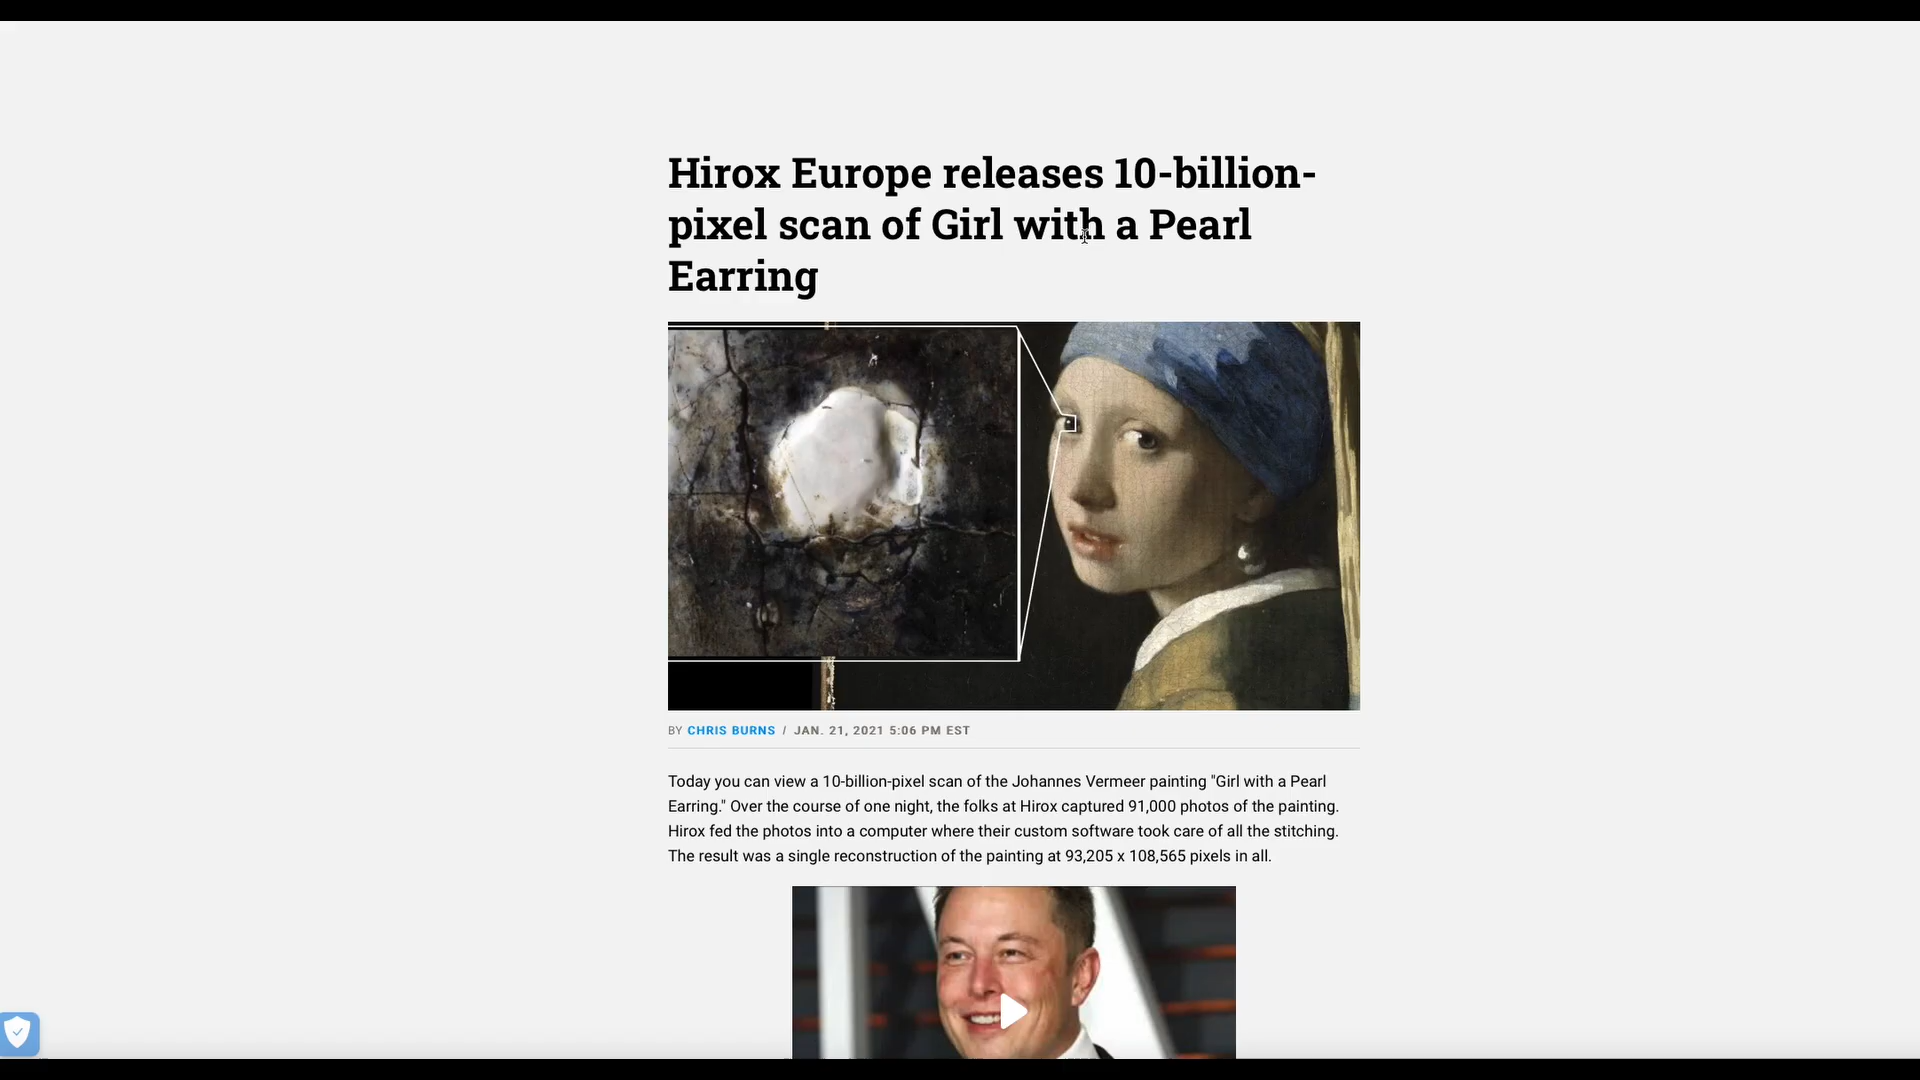 Hirox Europe releases 10-billion-
pixel scan of Girl with a Pearl
Earring
BY CHRIS BURNS / JAN. 21, 2021 5:06 PM EST
Today you can view a 10-billion-pixel scan of the Johannes Vermeer painting "Girl with a Pearl
Earring." Over the course of one night, the folks at Hirox captured 91,000 photos of the painting.
Hirox fed the photos into a computer where their custom software took care of all the stitching.
The result was a single reconstruction of the painting at 93,205 x 108,565 pixels in all.